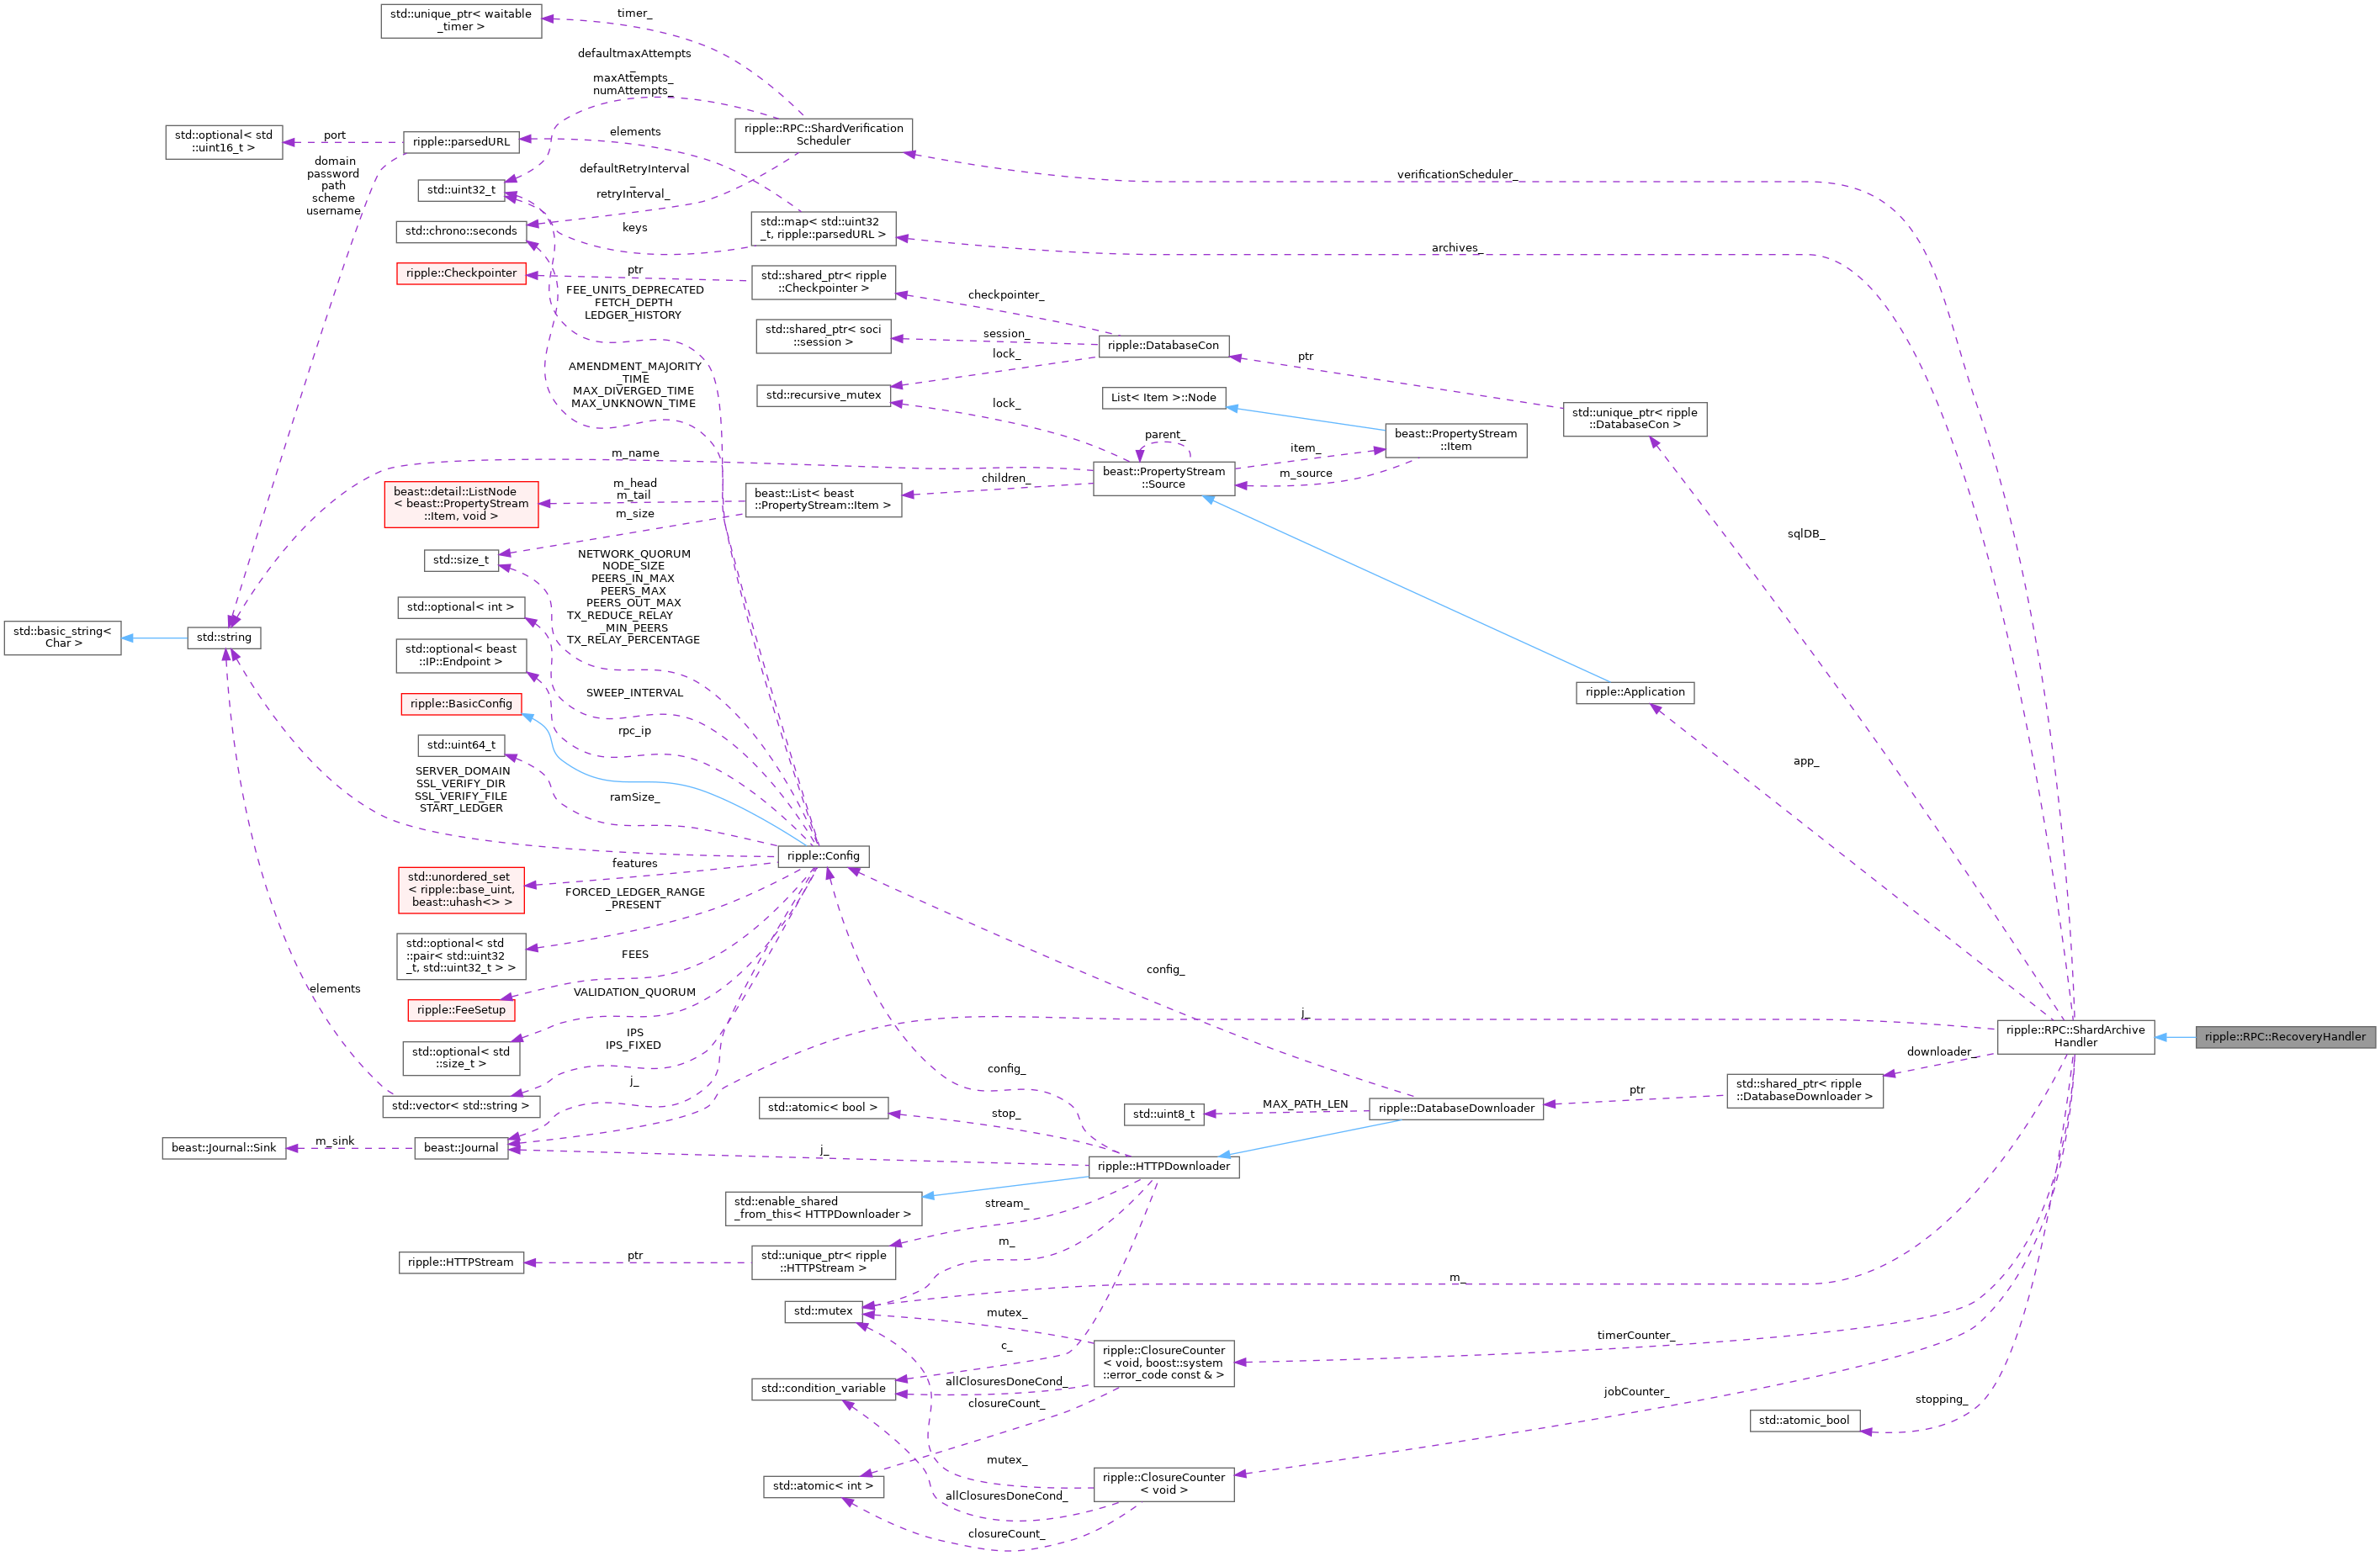 std::unique_ptr< waitable
_timer >
timer_
defaultmaxAttempts
_
maxAttempts_
numAttempts_
std::optional< std
::uint16_t >
port
ripple::parsedURL
elements
ripple::RPC::ShardVerification
Scheduler
domain
password
path
scheme
username
std::uint32_t
defaultRetryInterval
_
retryInterval_
verificationScheduler_
std::chrono::seconds
keys
std::map< std::uint32
_t, ripple::parsedURL >
archives_
ripple::Checkpointer
ptr
std::shared_ptr< ripple
::Checkpointer >
checkpointer_
FEE_UNITS_DEPRECATED
FETCH_DEPTH
LEDGER_HISTORY
std::shared_ptr< soci
::session >
session_
ripple::DatabaseCon
ptr
lock_
AMENDMENT_MAJORITY
_TIME
MAX_DIVERGED_TIME
MAX_UNKNOWN_TIME
std::recursive_mutex
lock_
List< Item >::Node
std::unique_ptr< ripple
::DatabaseCon >
parent_
item_
beast::PropertyStream
::Item
m_name
beast::PropertyStream
::Source
m_source
beast::detail::ListNode
< beast::PropertyStream
::Item, void >
m_head
m_tail
m_size
beast::List< beast
::PropertyStream::Item >
children_
sqlDB_
std::size_t
NETWORK_QUORUM
NODE_SIZE
PEERS_IN_MAX
PEERS_MAX
PEERS_OUT_MAX
TX_REDUCE_RELAY
_MIN_PEERS
TX_RELAY_PERCENTAGE
std::optional< int >
std::basic_string<
Char >
std::string
std::optional< beast
::IP::Endpoint >
SWEEP_INTERVAL
ripple::Application
ripple::BasicConfig
rpc_ip
std::uint64_t
app_
SERVER_DOMAIN
SSL_VERIFY_DIR
SSL_VERIFY_FILE
START_LEDGER
ramSize_
ripple::Config
features
std::unordered_set
< ripple::base_uint,
beast::uhash<> >
FORCED_LEDGER_RANGE
_PRESENT
std::optional< std
::pair< std::uint32
_t, std::uint32_t > >
FEES
config_
elements
VALIDATION_QUORUM
ripple::FeeSetup
j_
IPS
IPS_FIXED
std::optional< std
::size_t >
ripple::RPC::ShardArchive
Handler
ripple::RPC::RecoveryHandler
downloader_
config_
j_
std::vector< std::string >
std::atomic< bool >
stop_
std::uint8_t
MAX_PATH_LEN
ripple::DatabaseDownloader
ptr
std::shared_ptr< ripple
::DatabaseDownloader >
beast::Journal::Sink
m_sink
beast::Journal
j_
ripple::HTTPDownloader
std::enable_shared
_from_this< HTTPDownloader >
stream_
ripple::HTTPStream
ptr
std::unique_ptr< ripple
::HTTPStream >
m_
m_
std::mutex
mutex_
timerCounter_
c_
ripple::ClosureCounter
< void, boost::system
::error_code const & >
std::condition_variable
allClosuresDoneCond_
closureCount_
jobCounter_
stopping_
std::atomic_bool
mutex_
std::atomic< int >
ripple::ClosureCounter
< void >
allClosuresDoneCond_
closureCount_